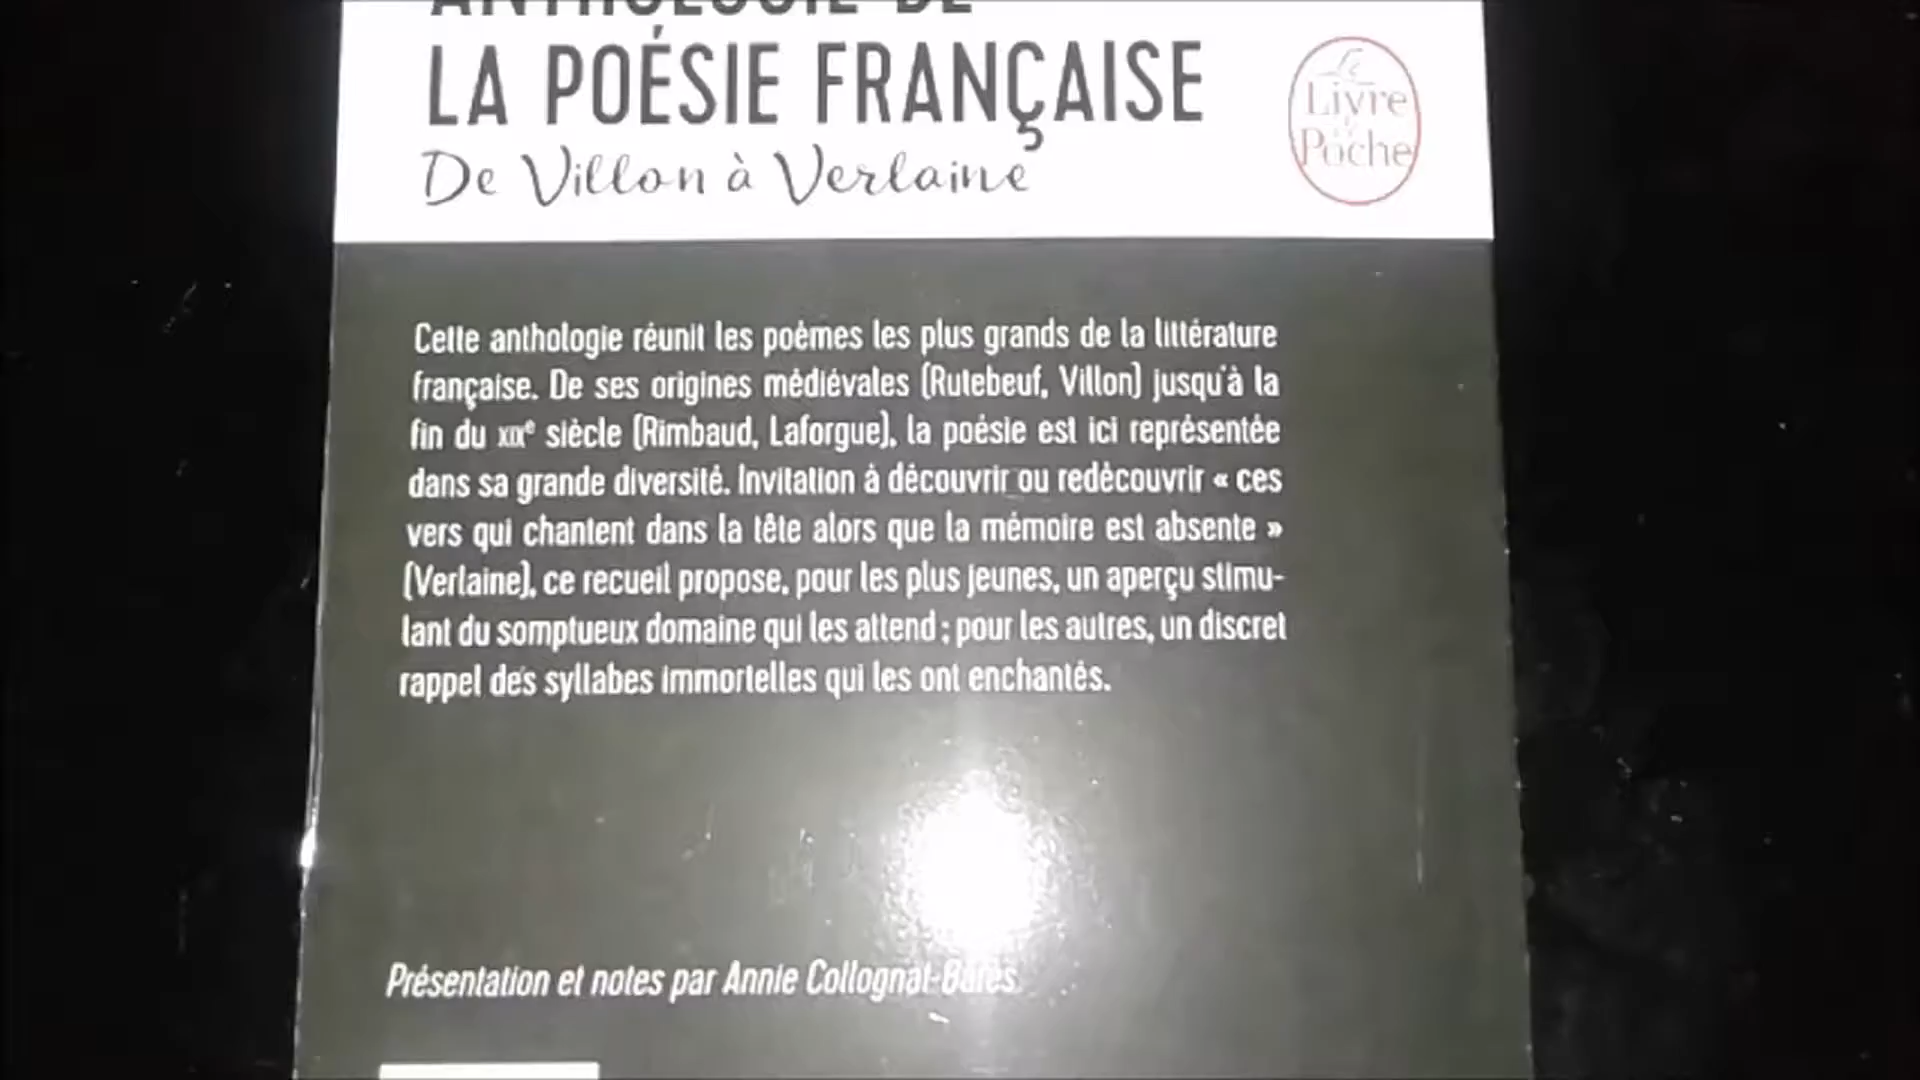 ANTHOLOGIE DE
LA POÉSIE FRANÇAISE
De Villon à Verlaine
Le
Livre
de
Poche
Cette anthologie réunit les poèmes les plus grands de la littérature
française. De ses origines médiévales (Rutebeuf, Villon) jusqu'à la
fin du XIXe siècle (Rimbaud, Laforgue), la poésie est ici représentée
dans sa grande diversité. Invitation à découvrir ou redécouvrir « ces
vers qui chantent dans la tête alors que la mémoire est absente »
(Verlaine), ce recueil propose, pour les plus jeunes, un aperçu stimu-
lant du somptueux domaine qui les attend ; pour les autres, un discret
rappel des syllabes immortelles qui les ont enchantés.
Présentation et notes par Annie Collognat-Barès